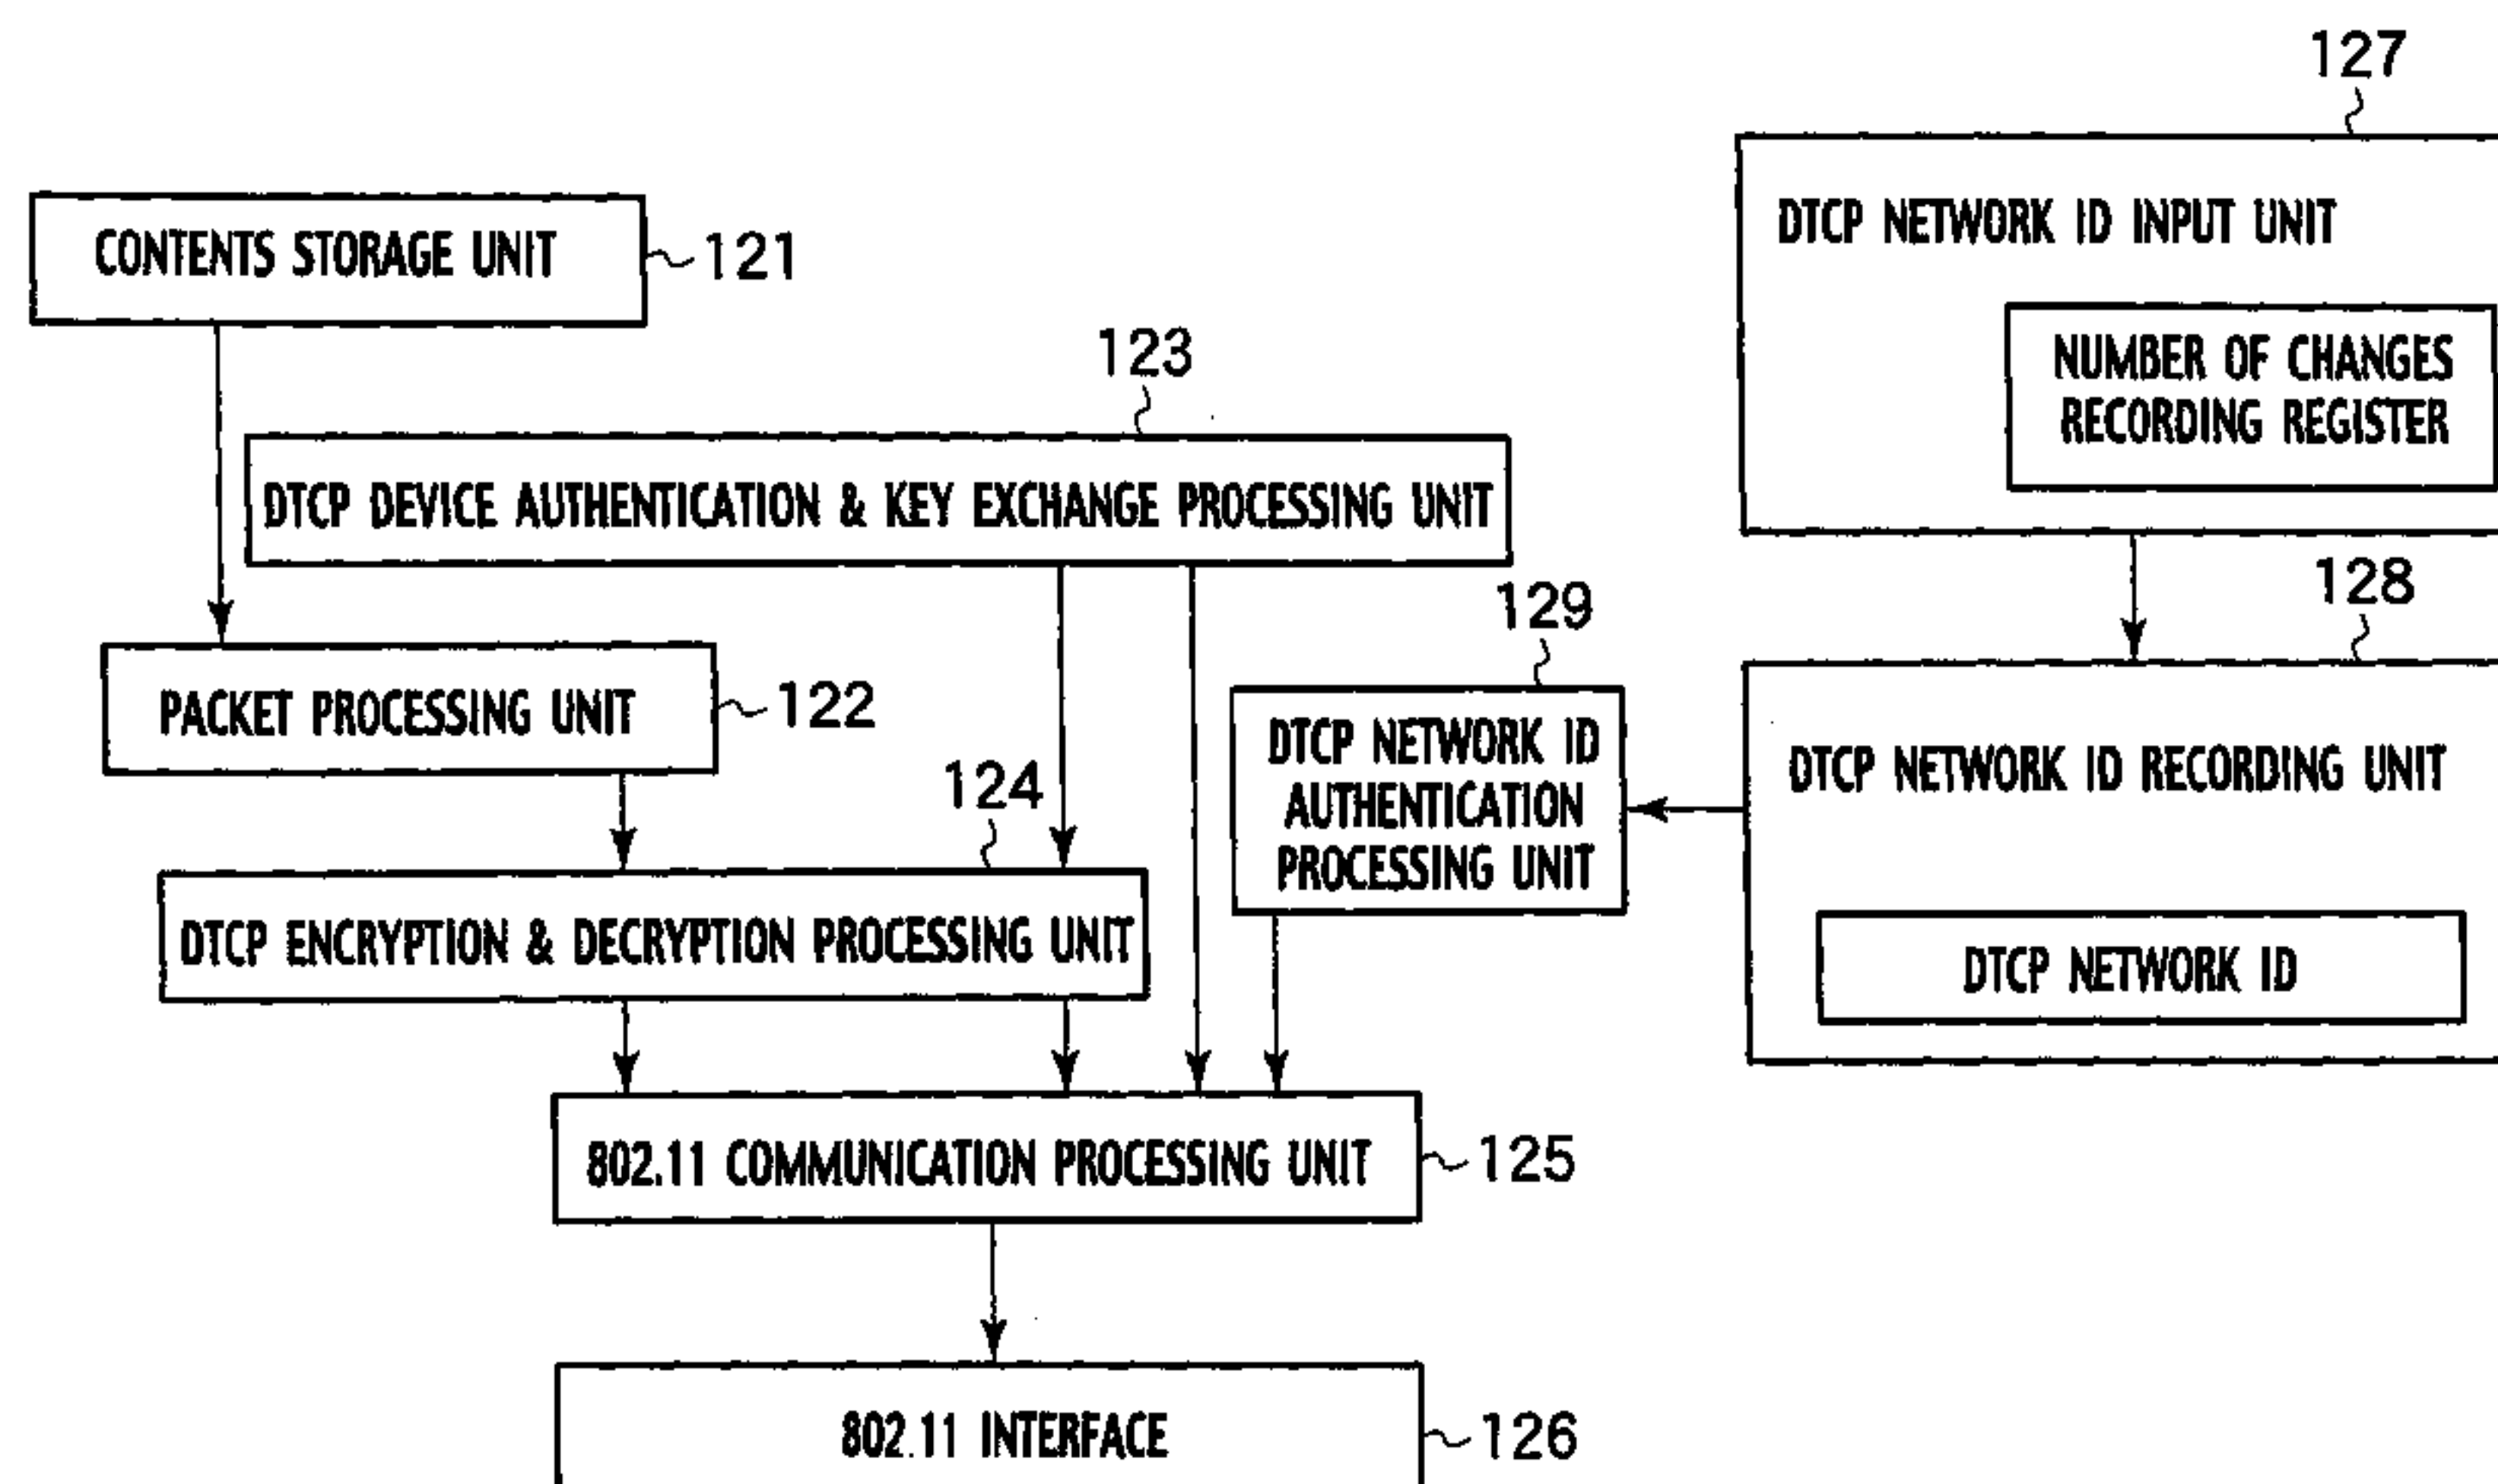 127
DTCP NETWORK ID INPUT UNIT
CONTENTS STORAGE UNIT
121
NUMBER OF CHANGES
RECORDING REGISTER
123
DTCP DEVICE AUTHENTICATION & KEY EXCHANGE PROCESSING UNIT
128
129
PACKET PROCESSING UNIT
122
DTCP NETWORK ID
AUTHENTICATION
PROCESSING UNIT
DTCP NETWORK ID RECORDING UNIT
124
DTCP ENCRYPTION & DECRYPTION PROCESSING UNIT
DTCP NETWORK ID
802.11 COMMUNICATION PROCESSING UNIT
125
802.11 INTERFACE
126